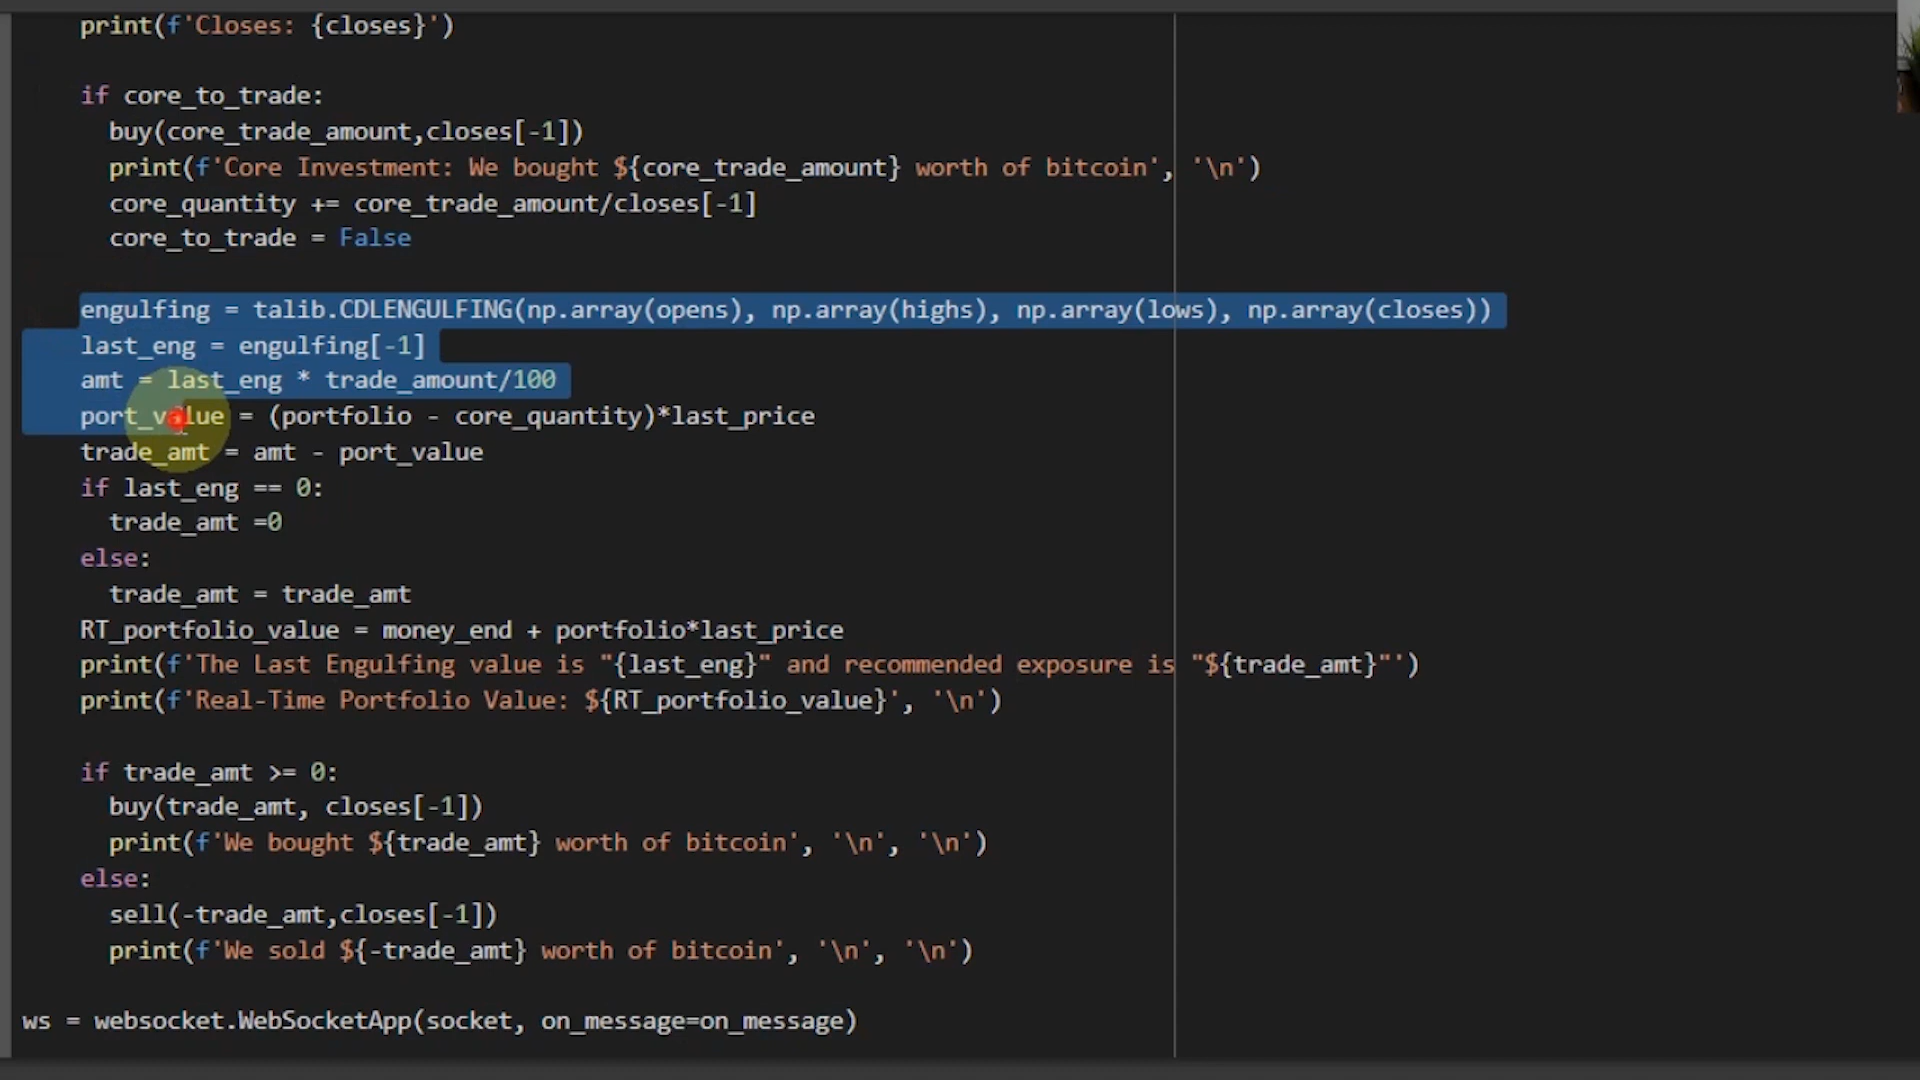 print(f'Closes: {closes}')
if core_to_trade:
buy(core_trade_amount,closes[-1])
print(f'Core Investment: We bought ${core_trade_amount} worth of bitcoin', '\n')
core_quantity += core_trade_amount/closes[-1]
core_to_trade = False
engulfing = talib.CDLENGULFING(np.array(opens), np.array(highs), np.array(lows), np.array(closes))
last_eng = engulfing[-1]
amt = last_eng * trade_amount/100
port_value = (portfolio - core_quantity)*last_price
trade_amt = amt - port_value
if last_eng == 0:
trade_amt =0
else:
trade_amt = trade_amt
RT_portfolio_value = money_end + portfolio*last_price
print(f'The Last Engulfing value is "{last_eng}" and recommended exposure is "${trade_amt}"')
print(f'Real-Time Portfolio Value: ${RT_portfolio_value}', '\n')
if trade_amt >= 0:
buy(trade_amt, closes[-1])
print(f'We bought ${trade_amt} worth of bitcoin', '\n', '\n')
else:
sell(-trade_amt,closes[-1])
print(f'We sold ${-trade_amt} worth of bitcoin', '\n', '\n')
ws = websocket.WebSocketApp(socket, on_message=on_message)